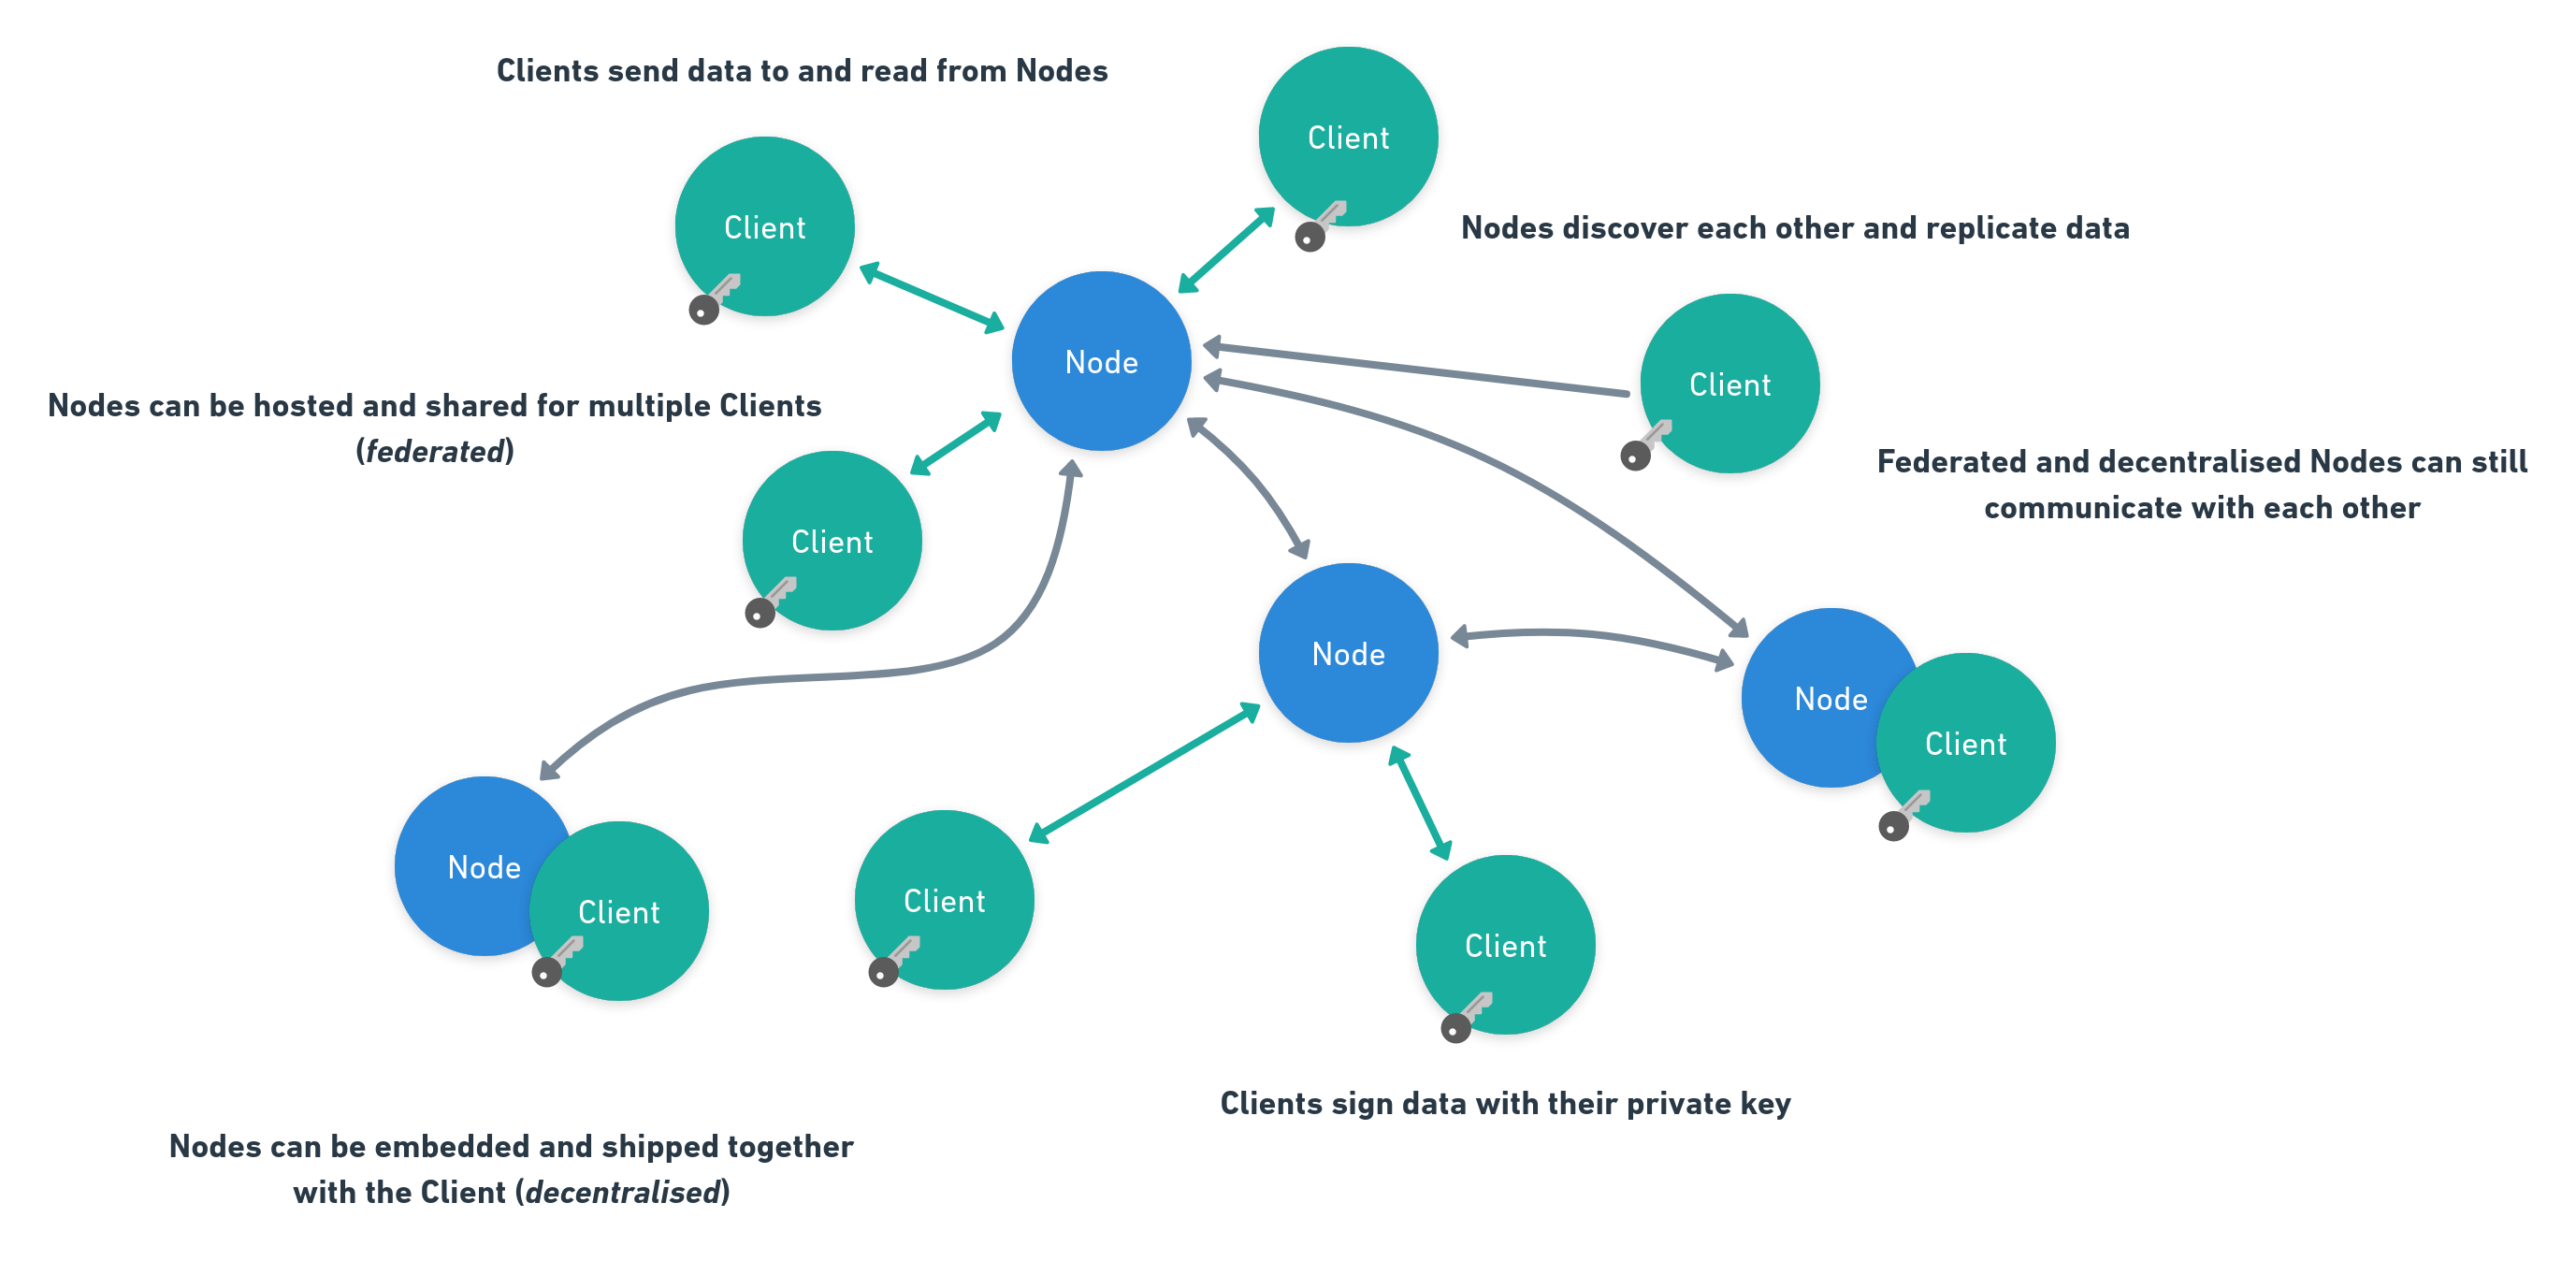 Clients send data to and read from Nodes
Client
Client
Nodes discover each other and replicate data
Node
Client
Nodes can be hosted and shared for multiple Clients
(federated)
Federated and decentralised Nodes can still
communicate with each other
Client
Node
Node
Client
Node
Client
Client
Client
Clients sign data with their private key
Nodes can be embedded and shipped together
with the Client (decentralised)